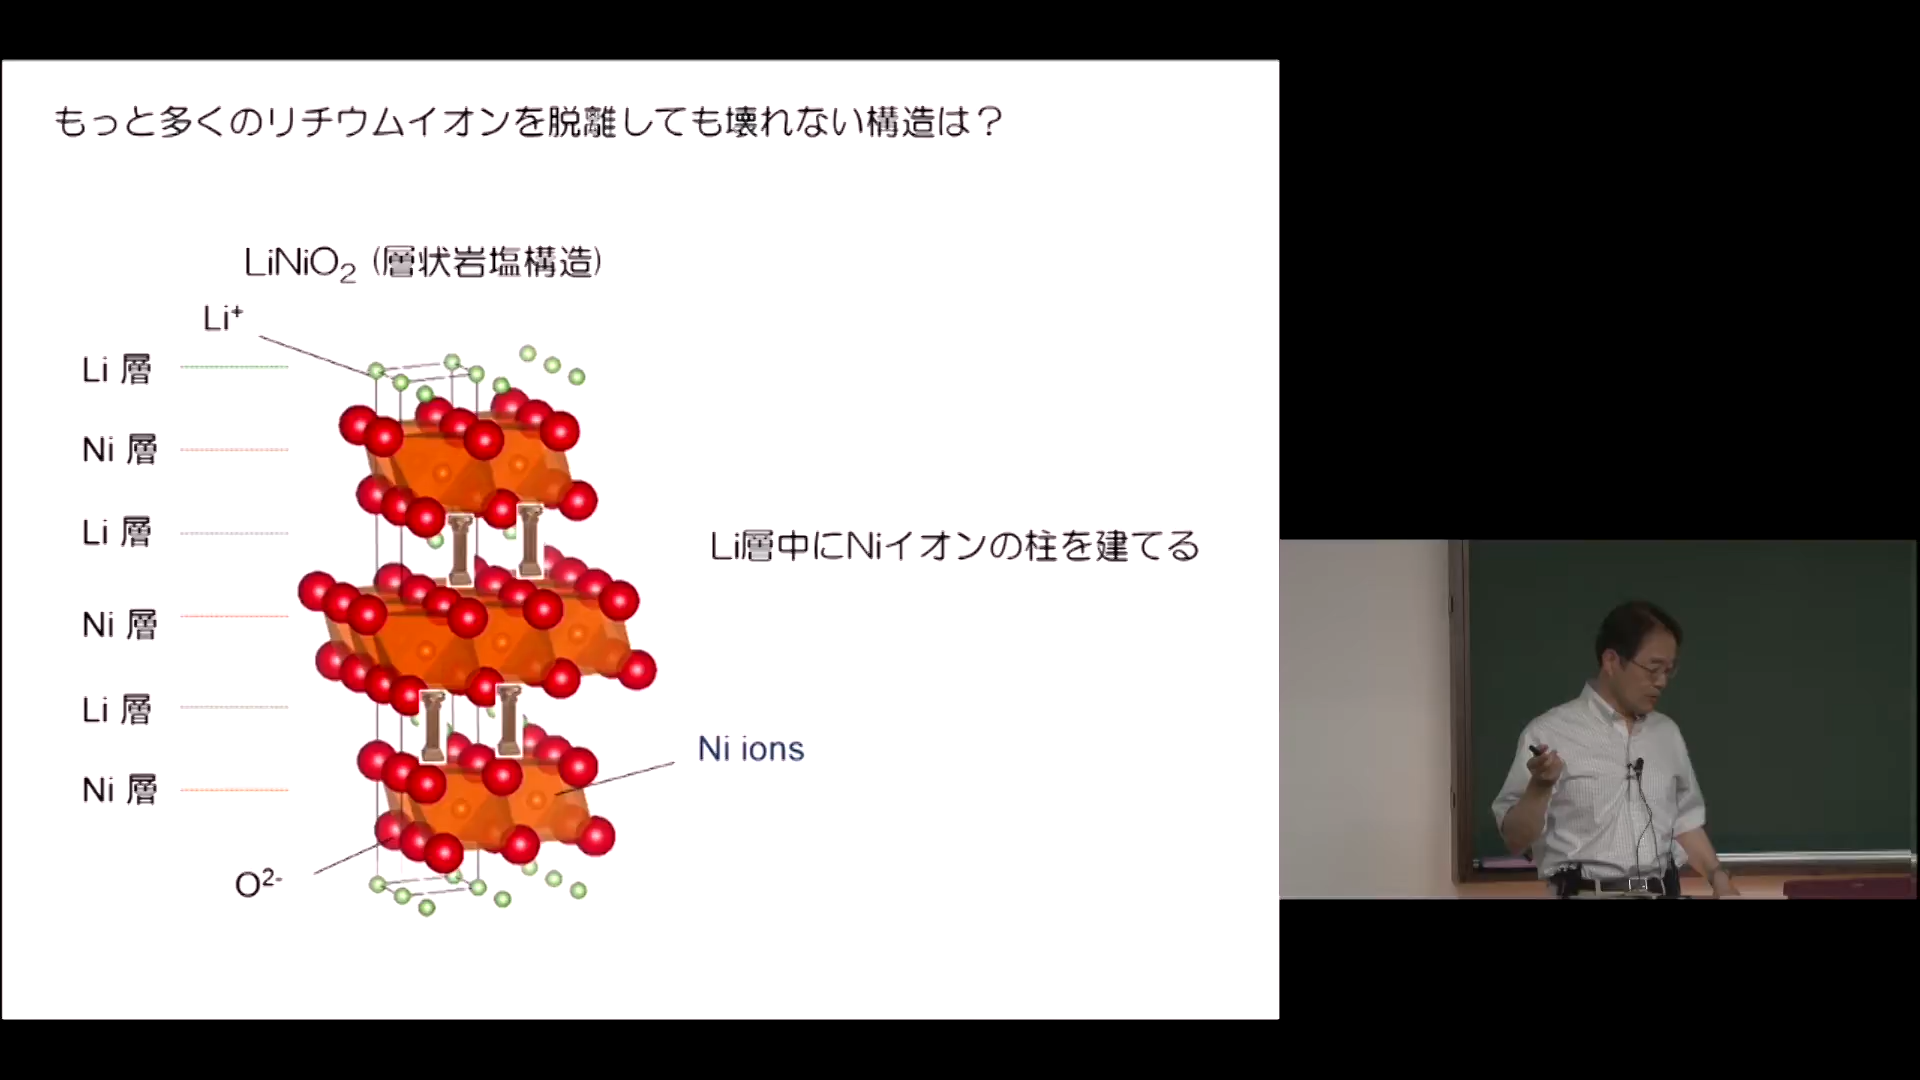 もっと多くのリチウムイオンを脱離しても壊れない構造は？
LiNiO₂ (層状岩塩構造)
Li⁺
Li 層
Ni 層
Li 層
Li層中にNiイオンの柱を建てる
Ni 層
Li 層
Ni ions
Ni 層
O²⁻